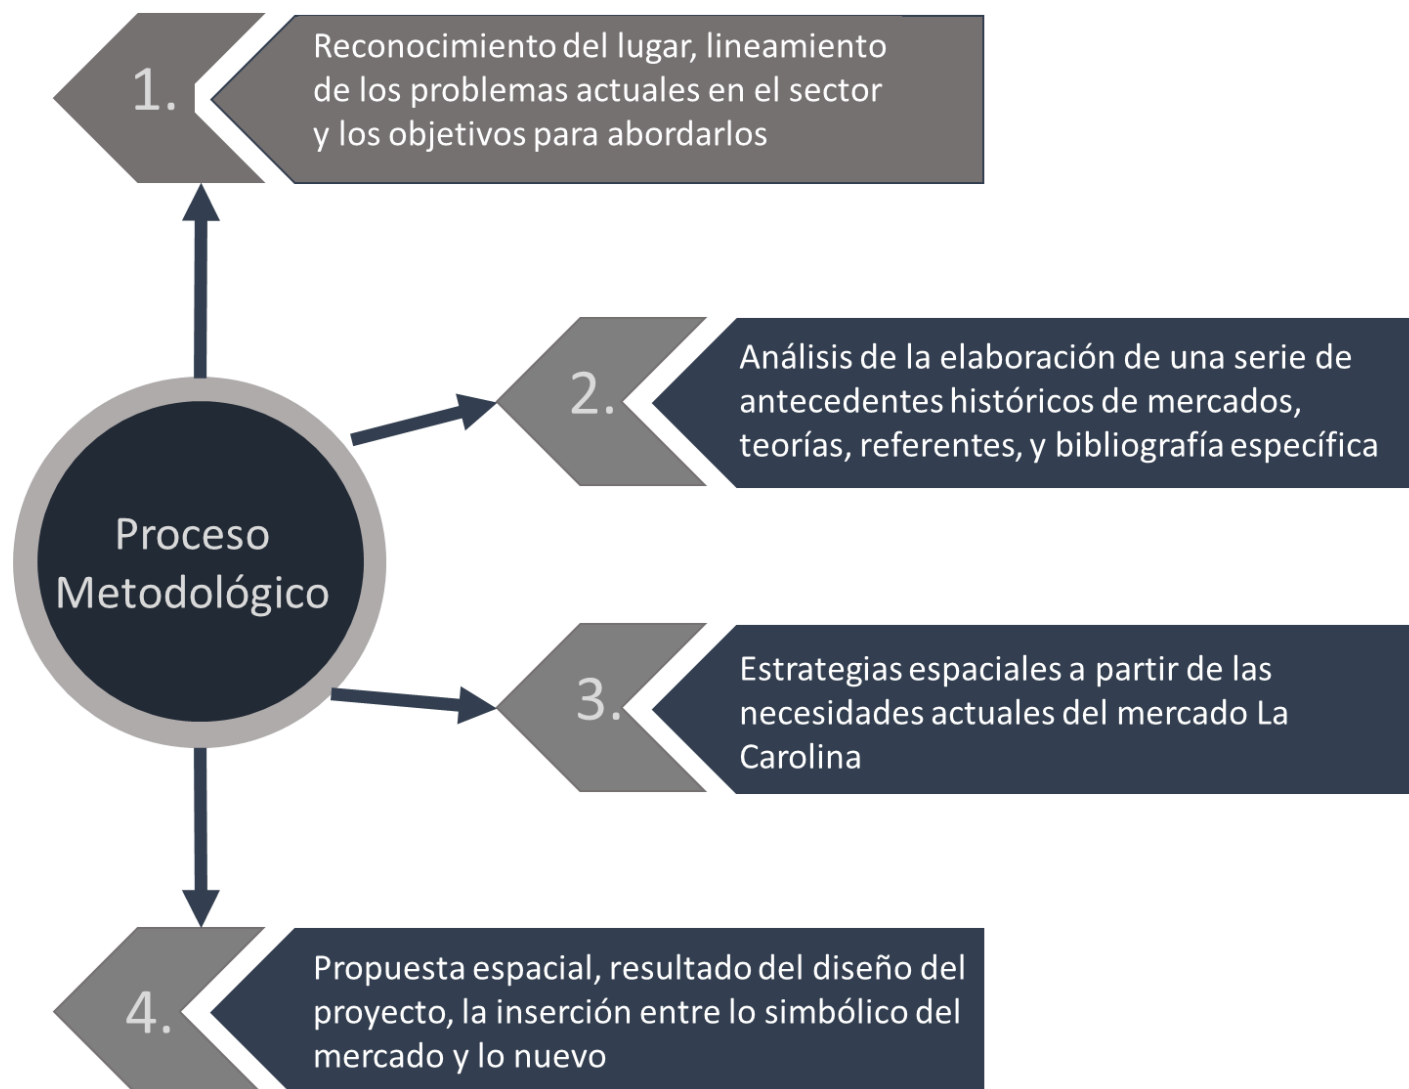 1.
Reconocimiento del lugar, lineamiento
de los problemas actuales en el sector
y los objetivos para abordarlos
2.
Análisis de la elaboración de una serie de
antecedentes históricos de mercados,
teorías, referentes, y bibliografía específica
Proceso
Metodológico
3.
Estrategias espaciales a partir de las
necesidades actuales del mercado La
Carolina
4.
Propuesta espacial, resultado del diseño del
proyecto, la inserción entre lo simbólico del
mercado y lo nuevo